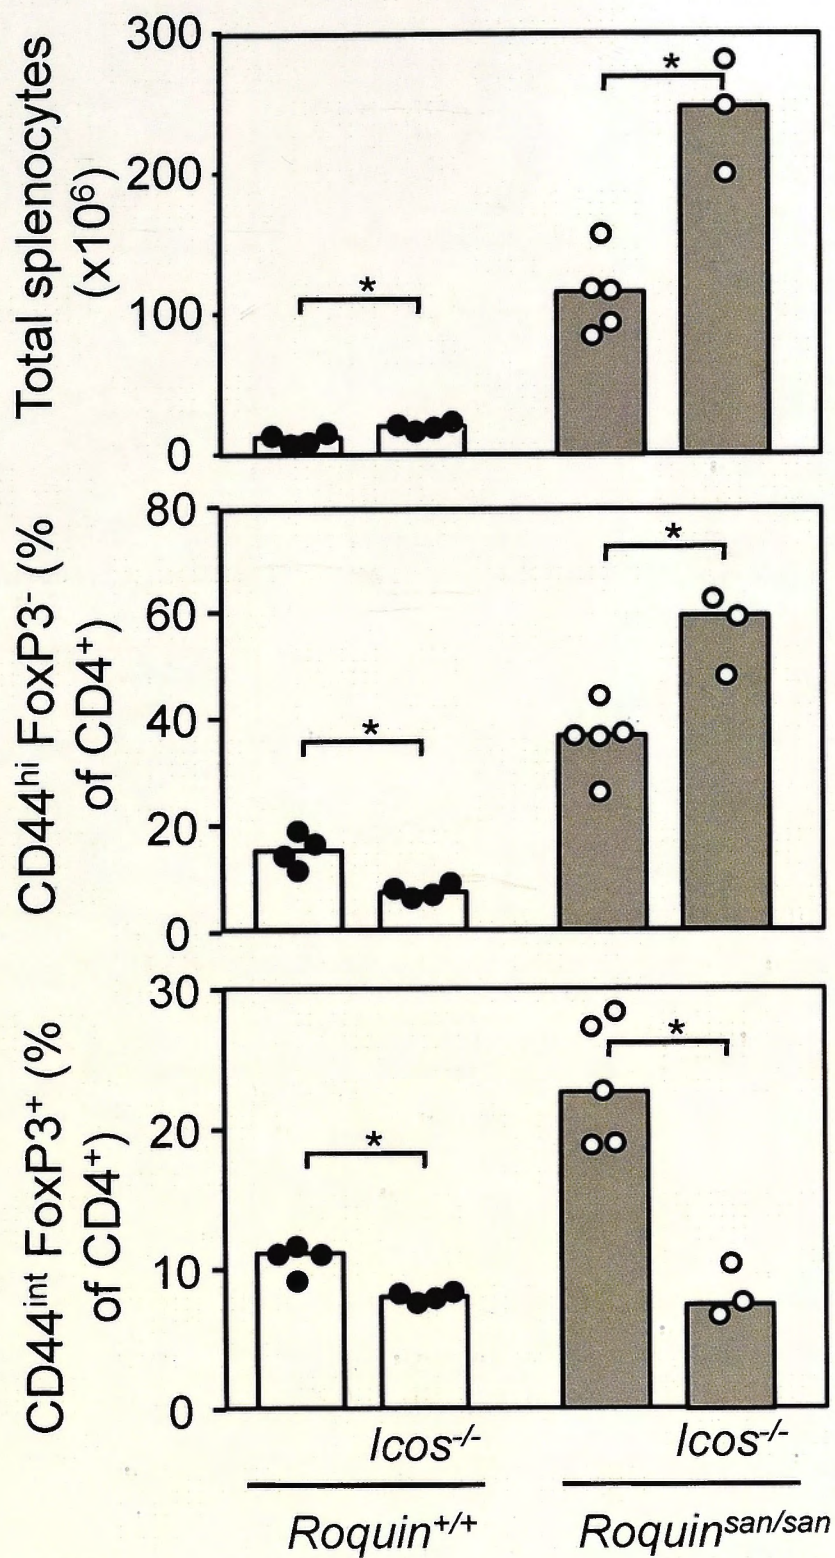 Total splenocytes
(x10⁶)
300
200
100
0
*
*
CD44ʰⁱ FoxP3⁻ (%
of CD4⁺)
80
60
40
20
0
*
*
CD44ⁱⁿᵗ FoxP3⁺ (%
of CD4⁺)
30
20
10
0
*
*
Icos⁻/⁻ Icos⁻/⁻
Roquin⁺/⁺ Roquinˢᵃⁿ/ˢᵃⁿ